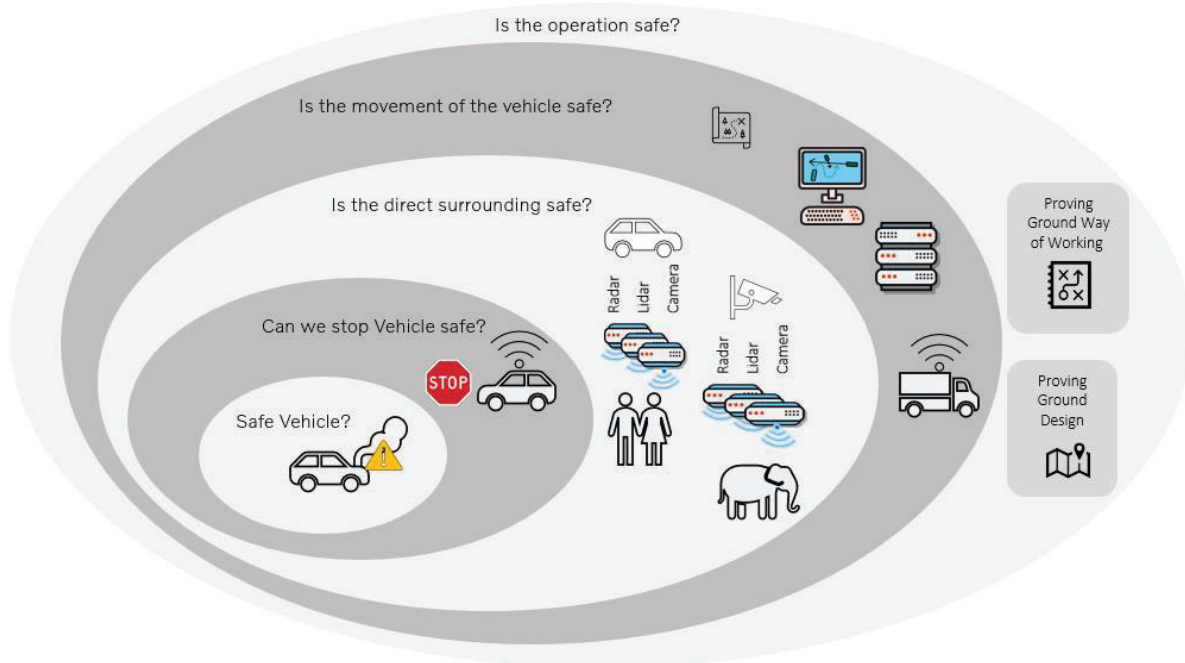 Is the operation safe?
Is the movement of the vehicle safe?
Is the direct surrounding safe?
Proving
Ground Way
of Working
Radar
Lidar
Camera
Can we stop Vehicle safe?
Radar
Lidar
Camera
STOP
Proving
Ground
Design
Safe Vehicle?